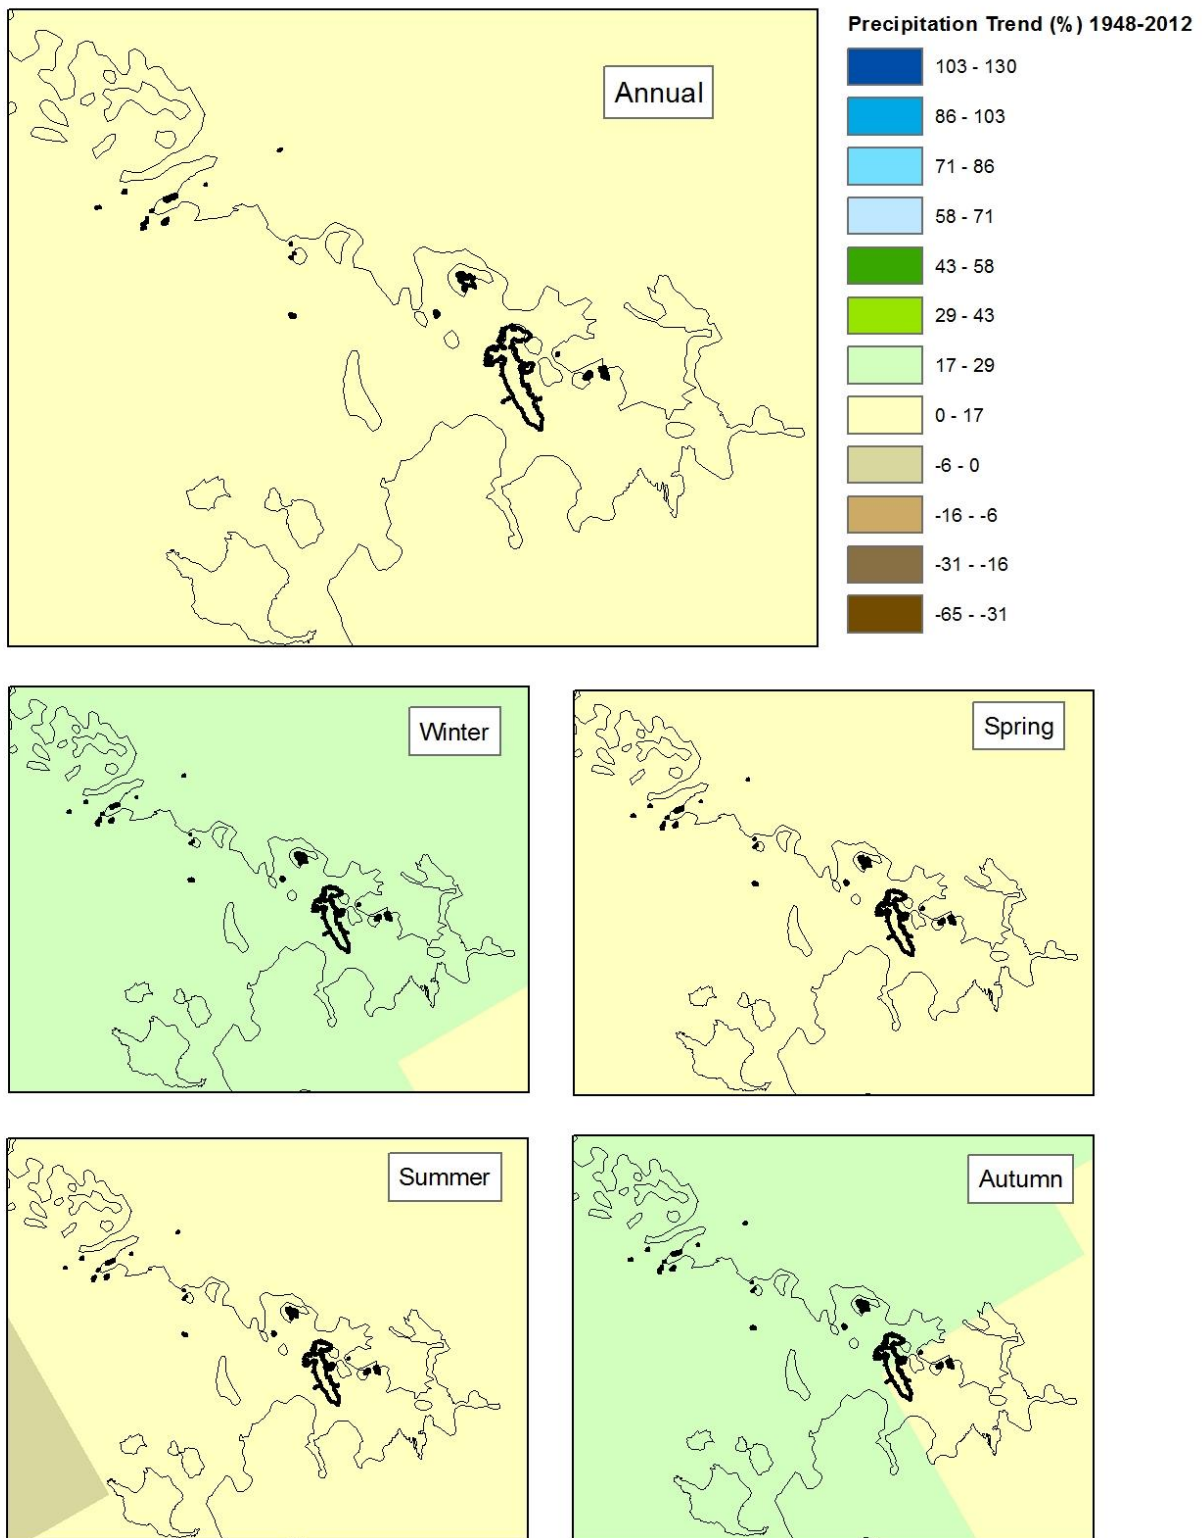 Annual
Precipitation Trend (%) 1948-2012
103 - 130
86 - 103
71 - 86
58 - 71
43 - 58
29 - 43
17 - 29
0 - 17
-6 - 0
-16 - -6
-31 - -16
-65 - -31
Winter
Spring
Summer
Autumn